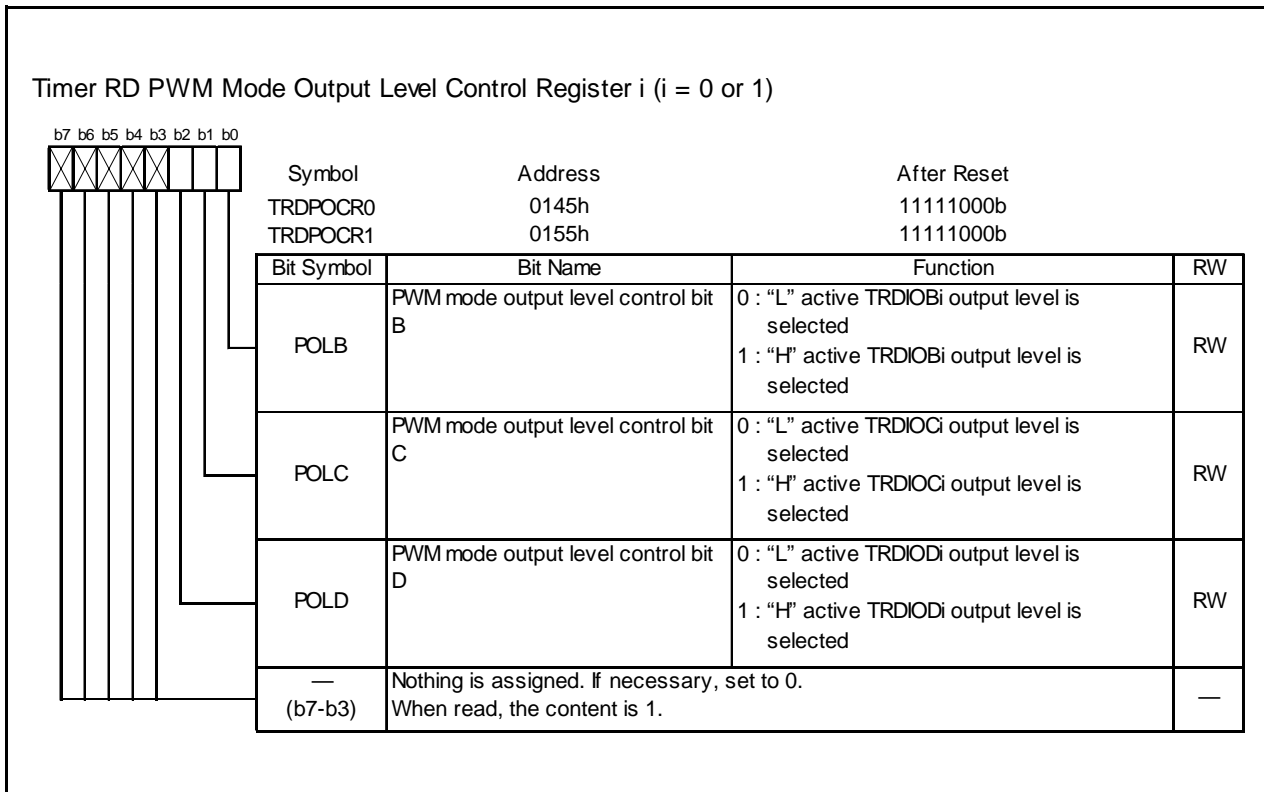 Timer RD PWM Mode Output Level Control Register i (i = 0 or 1)
b7 b6 b5 b4 b3 b2 b1 b0
Symbol Address After Reset
TRDPOCR0 0145h 11111000b
TRDPOCR1 0155h 11111000b
Bit Symbol Bit Name Function RW
POLB
PWM mode output level control bit
B
0 : “L” active TRDIOBi output level is
selected
1 : “H” active TRDIOBi output level is
selected
RW
POLC
PWM mode output level control bit
C
0 : “L” active TRDIOCi output level is
selected
1 : “H” active TRDIOCi output level is
selected
RW
POLD
PWM mode output level control bit
D
0 : “L” active TRDIODi output level is
selected
1 : “H” active TRDIODi output level is
selected
RW
—
(b7-b3)
Nothing is assigned. If necessary, set to 0.
When read, the content is 1.
—